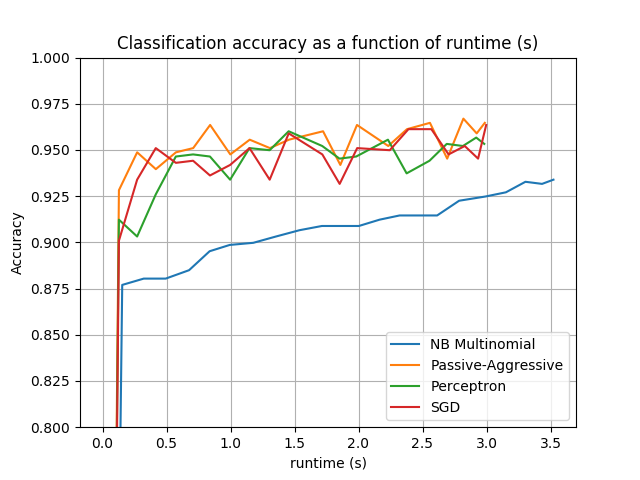 Classification accuracy as a function of runtime (s)
1.000
0.975
0.950
0.925
0.900
0.875
0.850
0.825
0.800
Accuracy
NB Multinomial
Passive-Aggressive
Perceptron
SGD
0.0 0.5 1.0 1.5 2.0 2.5 3.0 3.5
runtime (s)